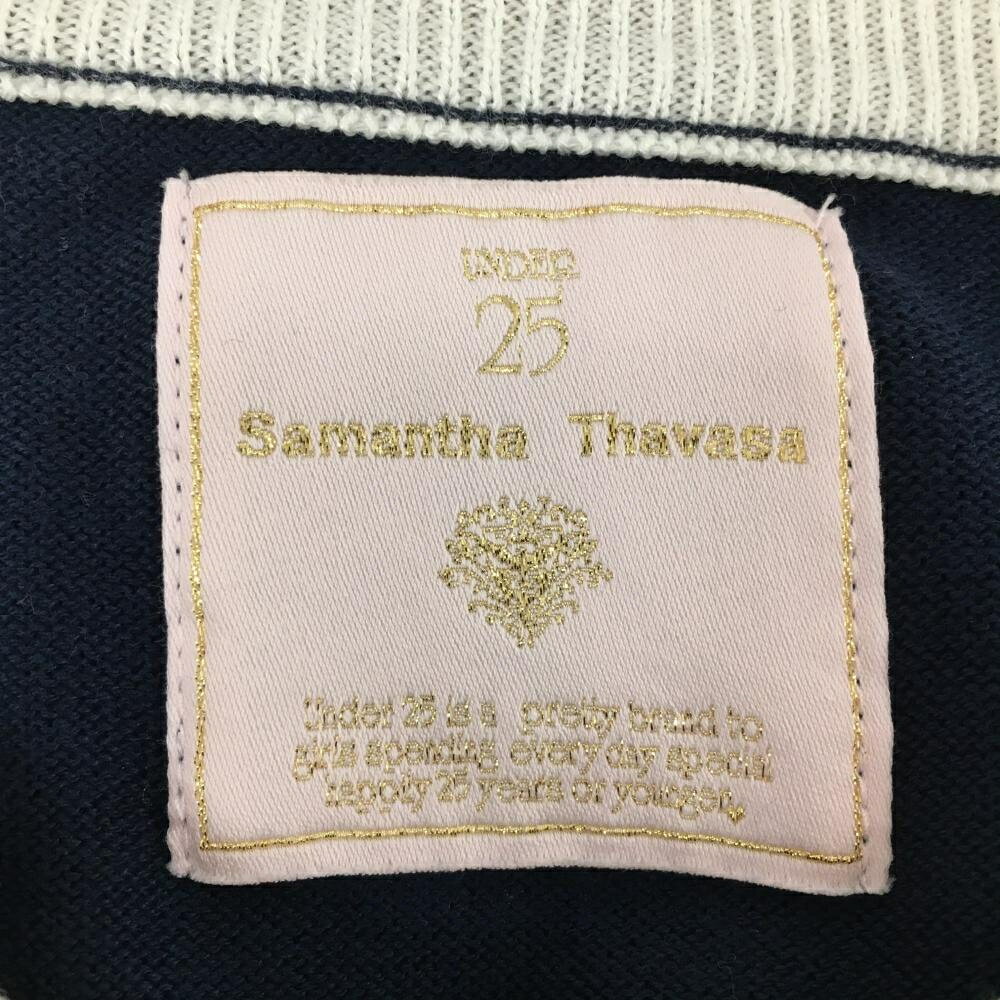 UNDER
25
Samantha Thavasa
Under 25 is a pretty brand to
girls spending every day special
happily 25 years or younger.